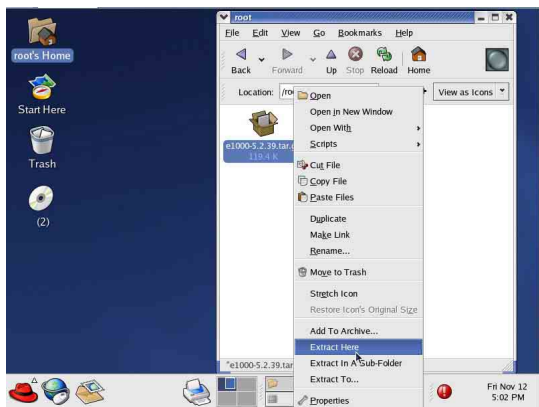 root's Home
Start Here
Trash
(2)
root
File Edit View Go Bookmarks Help
Back Forward Up Stop Reload Home
Location: /roo View as Icons
e1000-5.2.39.tar.g
119.4 K
Open
Open in New Window
Open With
Scripts
Cut File
Copy File
Paste Files
Duplicate
Make Link
Rename...
Move to Trash
Stretch Icon
Restore Icon's Original Size
Add To Archive...
Extract Here
Extract In A Sub-Folder
Extract To...
Properties
"e1000-5.2.39.tar
Fri Nov 12
5:02 PM